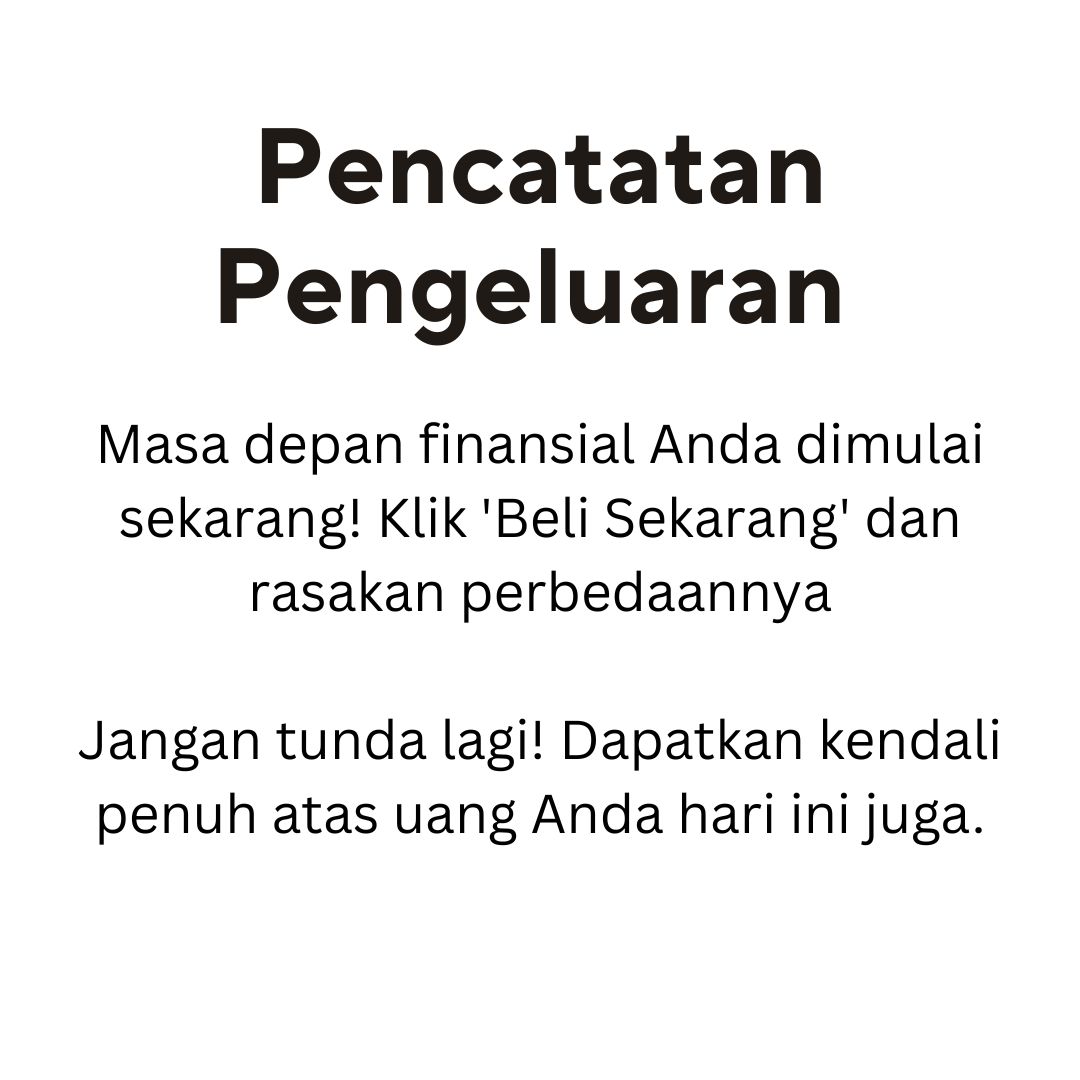 Pencatatan
Pengeluaran
Masa depan finansial Anda dimulai
sekarang! Klik 'Beli Sekarang' dan
rasakan perbedaannya
Jangan tunda lagi! Dapatkan kendali
penuh atas uang Anda hari ini juga.